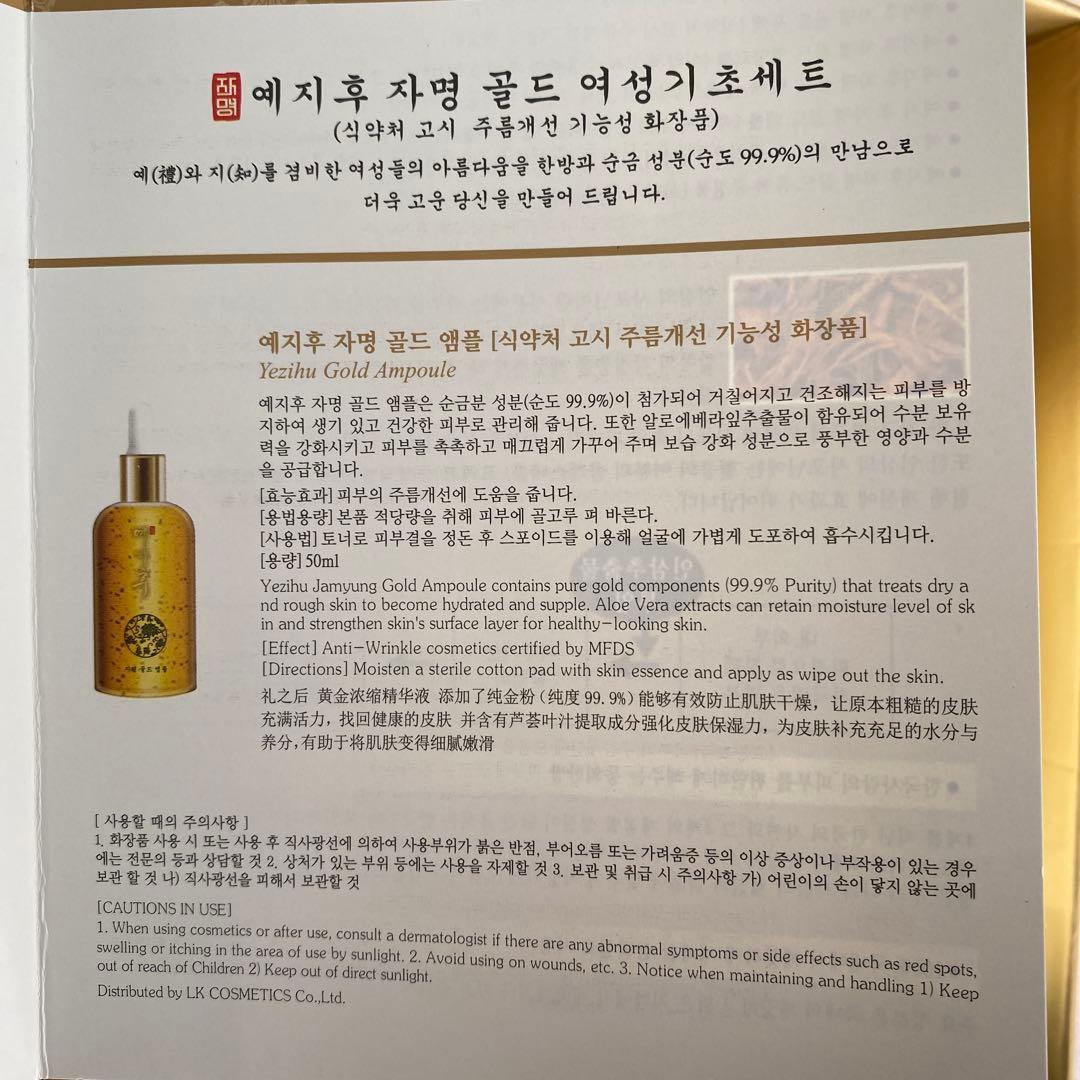 자명
예지후 자명 골드 여성기초세트
(식약처 고시 주름개선 기능성 화장품)
예(禮)와 지(知)를 겸비한 여성들의 아름다움을 한방과 순금 성분(순도 99.9%)의 만남으로
더욱 고운 당신을 만들어 드립니다.
예지후 자명 골드 앰플 [식약처 고시 주름개선 기능성 화장품]
Yezihu Gold Ampoule
예지후 자명 골드 앰플은 순금분 성분(순도 99.9%)이 첨가되어 거칠어지고 건조해지는 피부를 방
지하여 생기 있고 건강한 피부로 관리해 줍니다. 또한 알로에베라잎추출물이 함유되어 수분 보유
력을 강화시키고 피부를 촉촉하고 매끄럽게 가꾸어 주며 보습 강화 성분으로 풍부한 영양과 수분
을 공급합니다.
[효능효과] 피부의 주름개선에 도움을 줍니다.
[용법용량] 본품 적당량을 취해 피부에 골고루 펴 바른다.
[사용법] 토너로 피부결을 정돈 후 스포이드를 이용해 얼굴에 가볍게 도포하여 흡수시킵니다.
[용량] 50ml
Yezihu Jamyung Gold Ampoule contains pure gold components (99.9% Purity) that treats dry a
nd rough skin to become hydrated and supple. Aloe Vera extracts can retain moisture level of sk
in and strengthen skin's surface layer for healthy-looking skin.
[Effect] Anti-Wrinkle cosmetics certified by MFDS
[Directions] Moisten a sterile cotton pad with skin essence and apply as wipe out the skin.
礼之后 黄金浓缩精华液 添加了纯金粉（纯度 99.9%）能够有效防止肌肤干燥，让原本粗糙的皮肤
充满活力，找回健康的皮肤 并含有芦荟叶汁提取成分强化皮肤保湿力，为皮肤补充充足的水分与
养分，有助于将肌肤变得细腻嫩滑
예지후
자명 골드 앰플
[ 사용할 때의 주의사항 ]
1. 화장품 사용 시 또는 사용 후 직사광선에 의하여 사용부위가 붉은 반점, 부어오름 또는 가려움증 등의 이상 증상이나 부작용이 있는 경우
에는 전문의 등과 상담할 것 2. 상처가 있는 부위 등에는 사용을 자제할 것 3. 보관 및 취급 시 주의사항 가) 어린이의 손이 닿지 않는 곳에
보관 할 것 나) 직사광선을 피해서 보관할 것
[CAUTIONS IN USE]
1. When using cosmetics or after use, consult a dermatologist if there are any abnormal symptoms or side effects such as red spots,
swelling or itching in the area of use by sunlight. 2. Avoid using on wounds, etc. 3. Notice when maintaining and handling 1) Keep
out of reach of Children 2) Keep out of direct sunlight.
Distributed by LK COSMETICS Co.,Ltd.